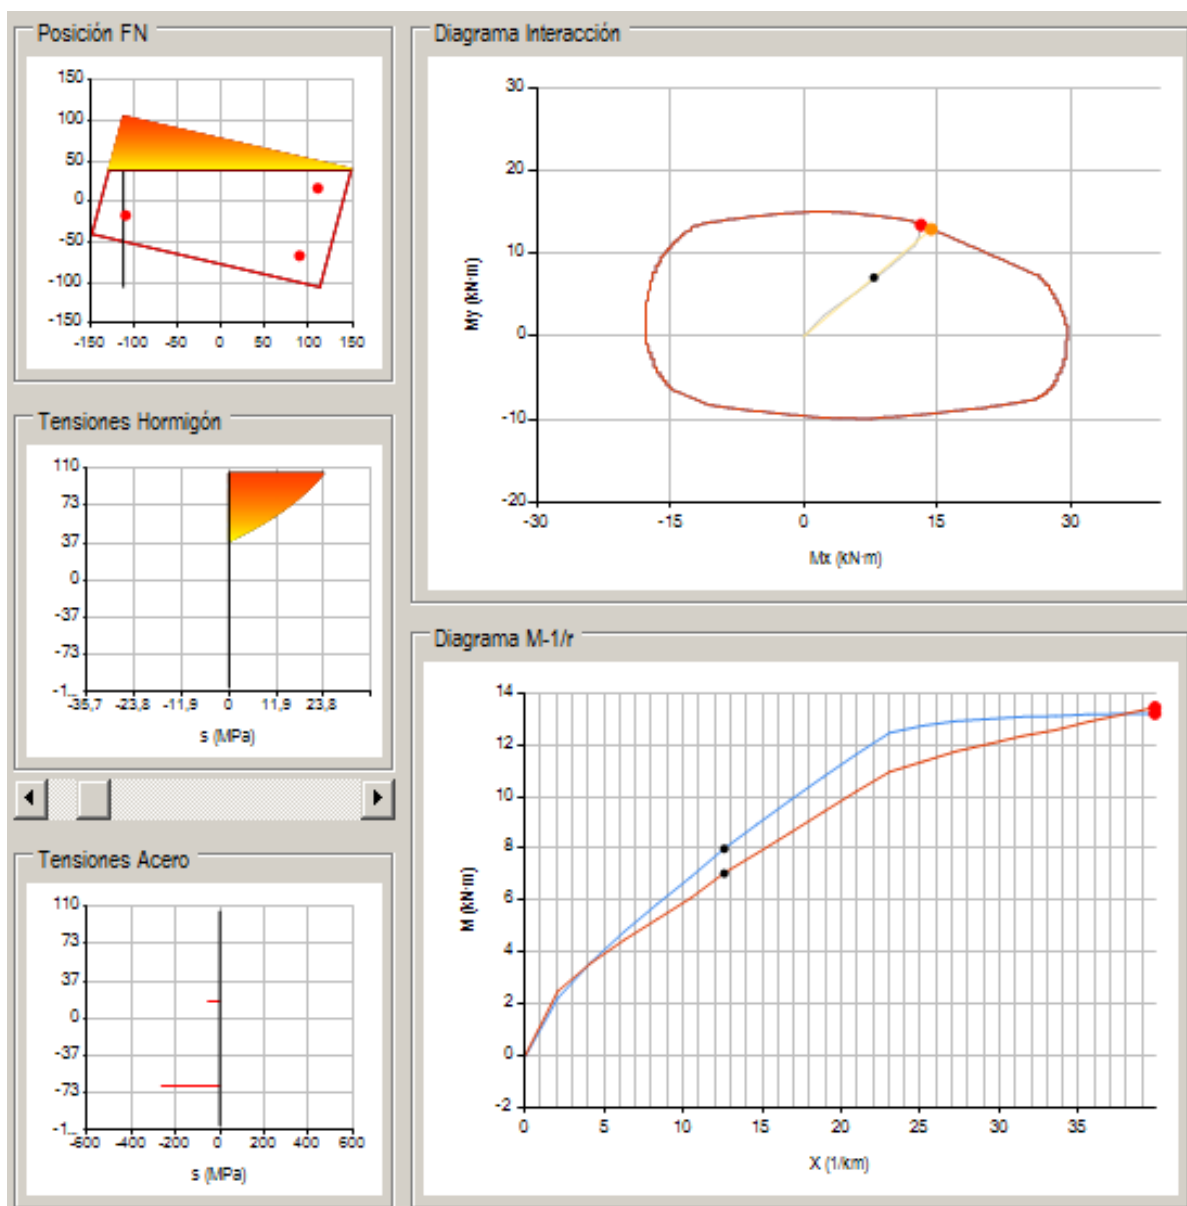 Posición FN
150
100
50
0
-50
-100
-150
-150 -100 -50 0 50 100 150
Tensiones Hormigón
110
73
37
0
-37
-73
-1_
-35,7 -23,8 -11,9 0 11,9 23,8
s (MPa)
Tensiones Acero
110
73
37
0
-37
-73
-1_
-600 -400 -200 0 200 400 600
s (MPa)
Diagrama Interacción
My (kN·m)
30
20
10
0
-10
-20
-30 -15 0 15 30
Mx (kN·m)
Diagrama M-1/r
M (kN·m)
14
12
10
8
6
4
2
0
-2
0 5 10 15 20 25 30 35
X (1/km)